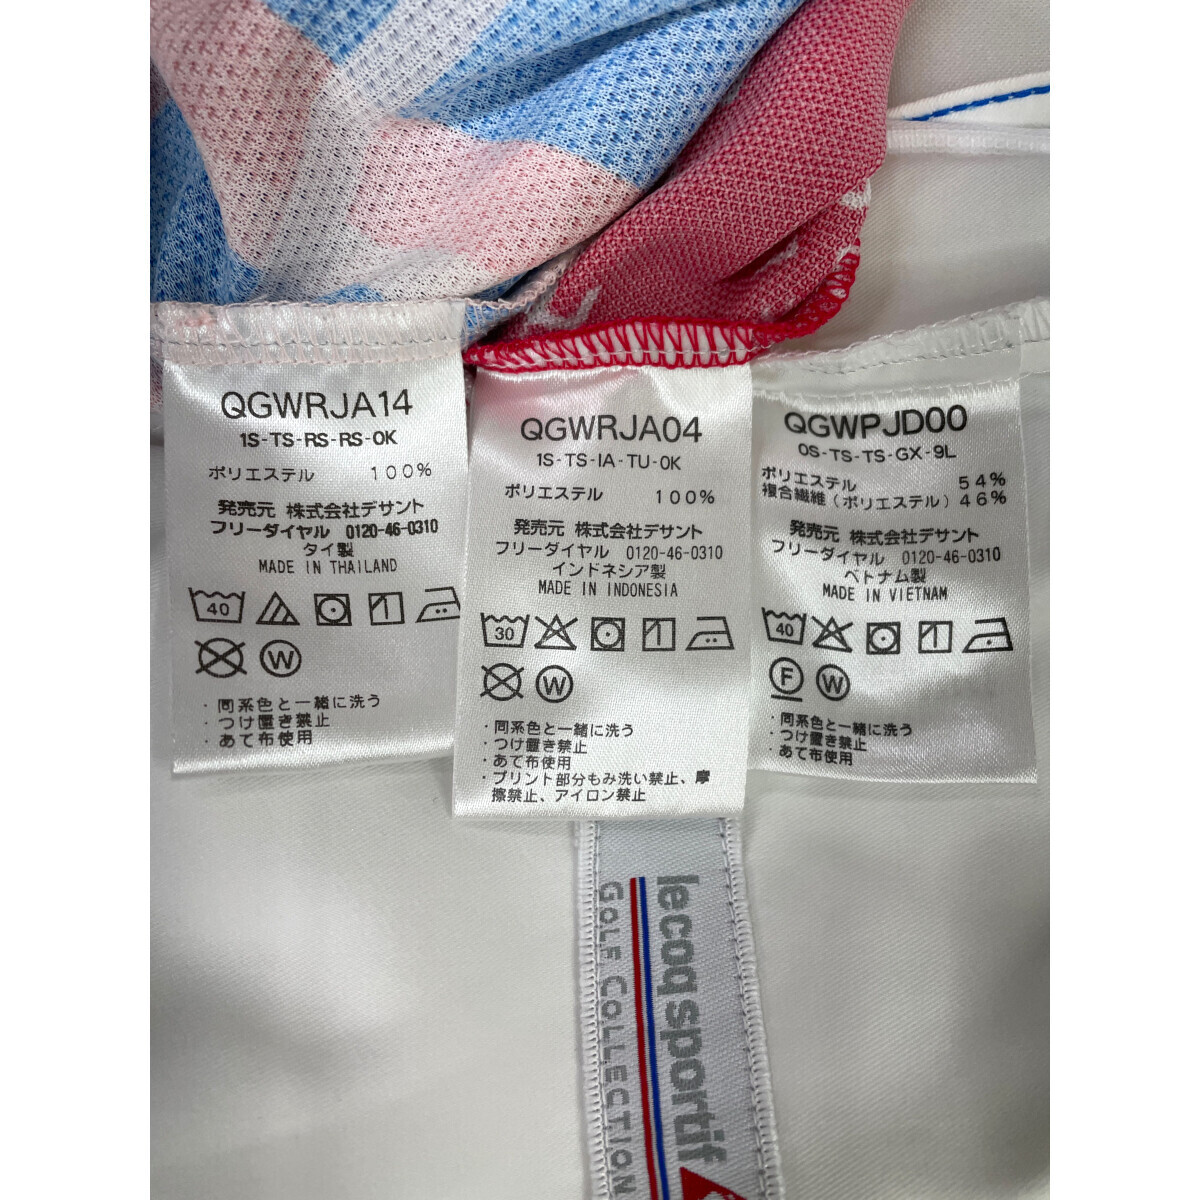 QGWRJA14
1S-TS-RS-RS-0K
ポリエステル 100%
発売元 株式会社デサント
フリーダイヤル 0120-46-0310
タイ製
MADE IN THAILAND
40
W
・同系色と一緒に洗う
・つけ置き禁止
・あて布使用
QGWRJA04
1S-TS-IA-TU-0K
ポリエステル 100%
発売元 株式会社デサント
フリーダイヤル 0120-46-0310
インドネシア製
MADE IN INDONESIA
30
W
・同系色と一緒に洗う
・つけ置き禁止
・あて布使用
・プリント部分もみ洗い禁止、摩
擦禁止、アイロン禁止
QGWPJD00
0S-TS-TS-GX-9L
ポリエステル 54%
複合繊維(ポリエステル) 46%
発売元 株式会社デサント
フリーダイヤル 0120-46-0310
ベトナム製
MADE IN VIETNAM
40
F W
・同系色と一緒に洗う
・つけ置き禁止
・あて布使用
lecoqsportif
GOLF COLLECTION